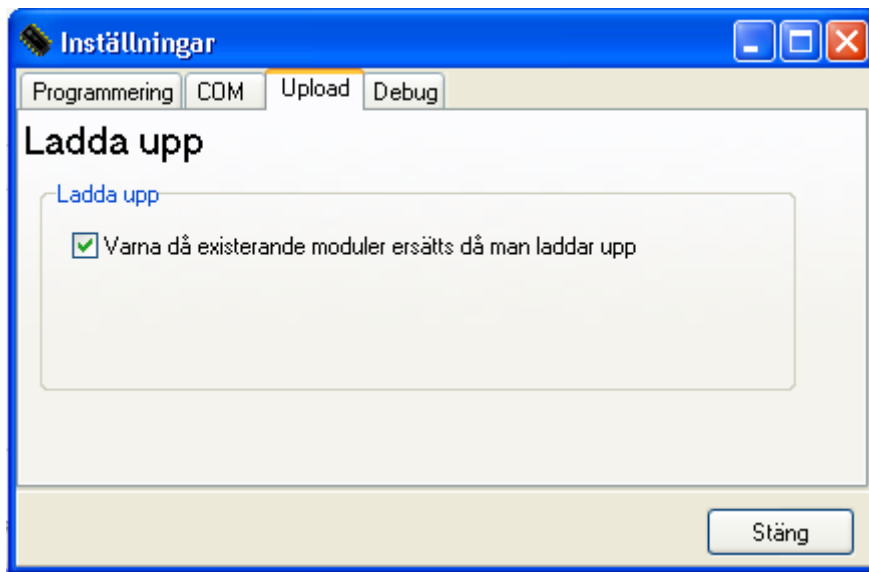 Inställningar
Programmering COM Upload Debug
Ladda upp
Ladda upp
Varna då existerande moduler ersätts då man laddar upp
Stäng